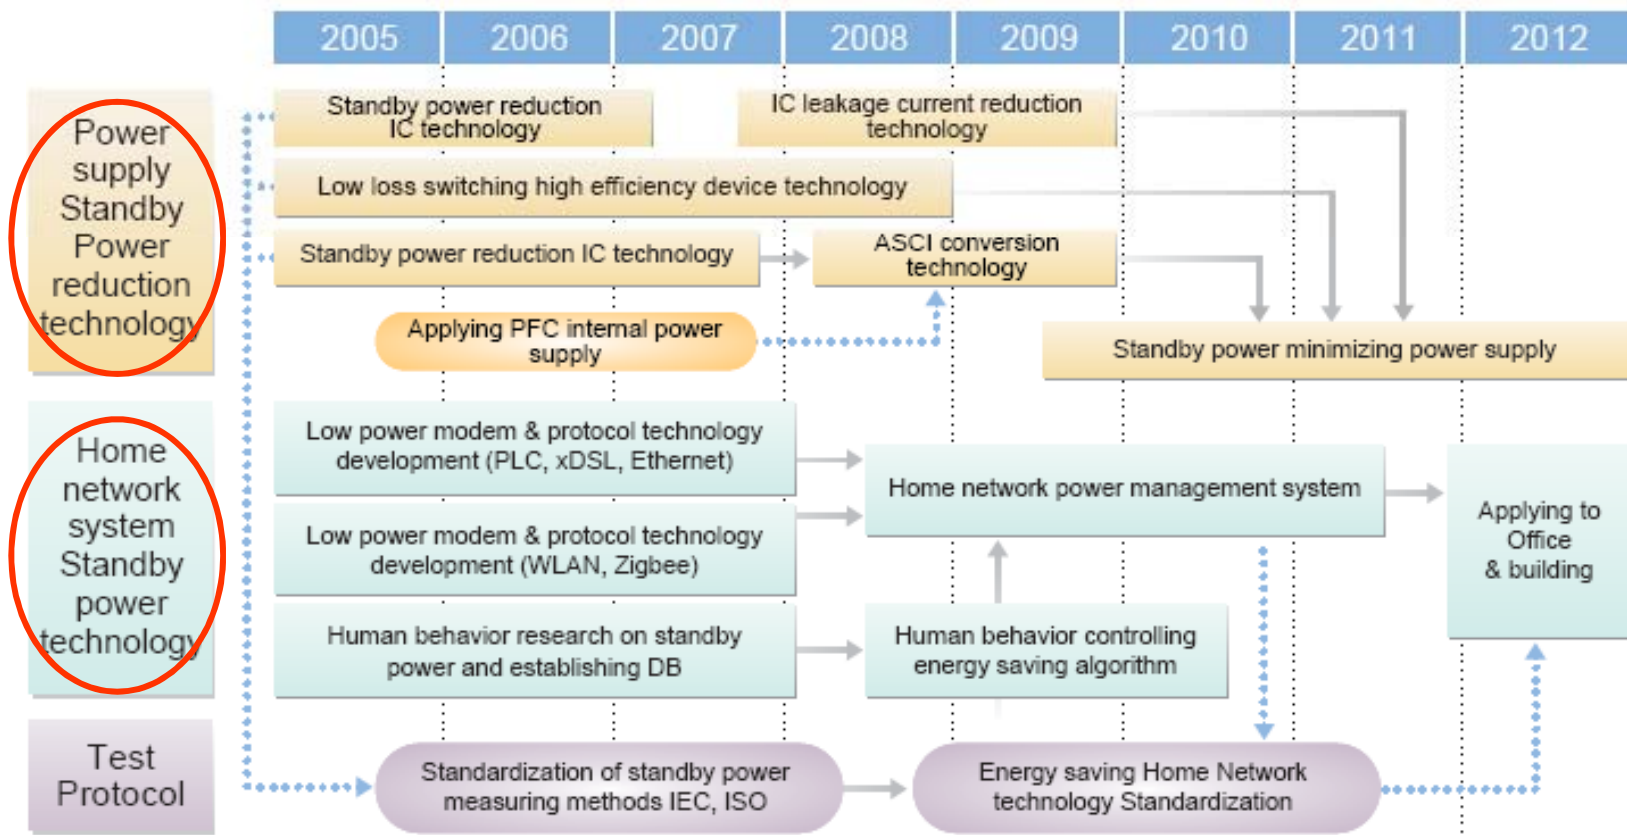 2005 2006 2007 2008 2009 2010 2011 2012
Power
supply
Standby
Power
reduction
technology
Standby power reduction
IC technology
IC leakage current reduction
technology
Low loss switching high efficiency device technology
Standby power reduction IC technology
ASCI conversion
technology
Applying PFC internal power
supply
Standby power minimizing power supply
Home
network
system
Standby
power
technology
Low power modem & protocol technology
development (PLC, xDSL, Ethernet)
Low power modem & protocol technology
development (WLAN, Zigbee)
Human behavior research on standby
power and establishing DB
Home network power management system
Human behavior controlling
energy saving algorithm
Applying to
Office
& building
Test
Protocol
Standardization of standby power
measuring methods IEC, ISO
Energy saving Home Network
technology Standardization